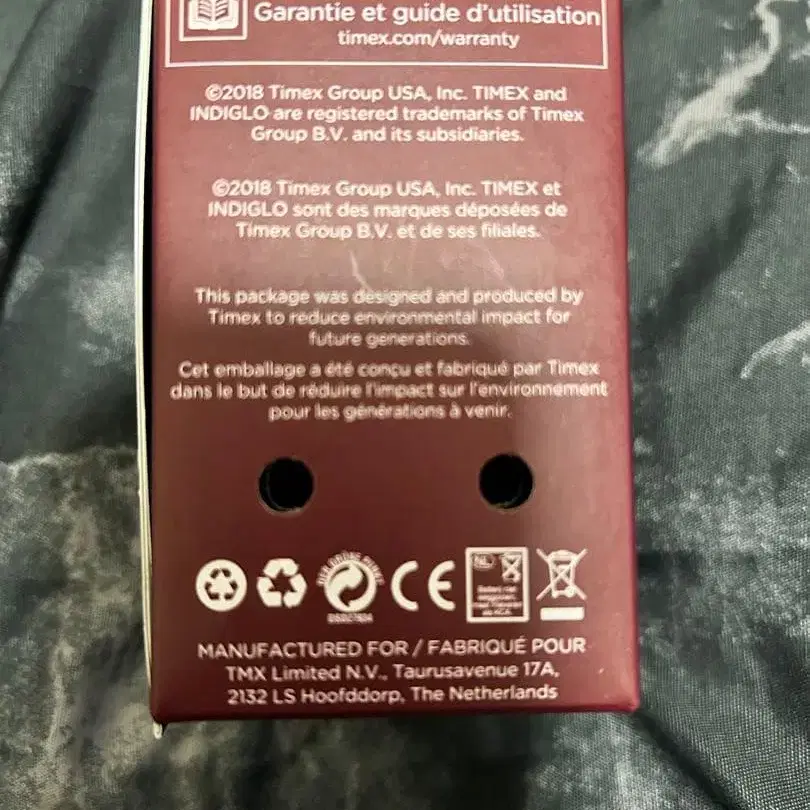 Garantie et guide d'utilisation
timex.com/warranty
©2018 Timex Group USA, Inc. TIMEX and
INDIGLO are registered trademarks of Timex
Group B.V. and its subsidiaries.
©2018 Timex Group USA, Inc. TIMEX et
INDIGLO sont des marques déposées de
Timex Group B.V. et de ses filiales.
This package was designed and produced by
Timex to reduce environmental impact for
future generations.
Cet emballage a été conçu et fabriqué par Timex
dans le but de réduire l'impact sur l'environnement
pour les générations à venir.
DER GRÜNE PUNKT
CE
NL
MANUFACTURED FOR / FABRIQUÉ POUR
TMX Limited N.V., Taurusavenue 17A,
2132 LS Hoofddorp, The Netherlands